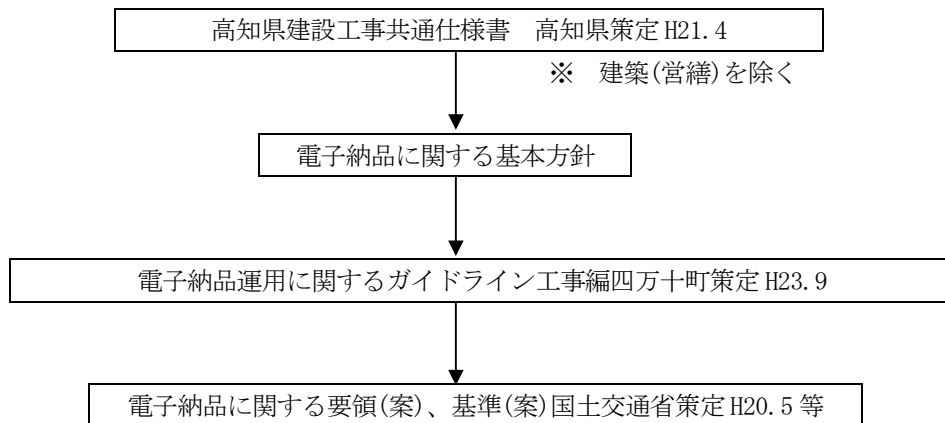 高知県建設工事共通仕様書　高知県策定 H21.4
※　建築(営繕)を除く
電子納品に関する基本方針
電子納品運用に関するガイドライン工事編四万十町策定 H23.9
電子納品に関する要領(案)、基準(案)国土交通省策定 H20.5 等